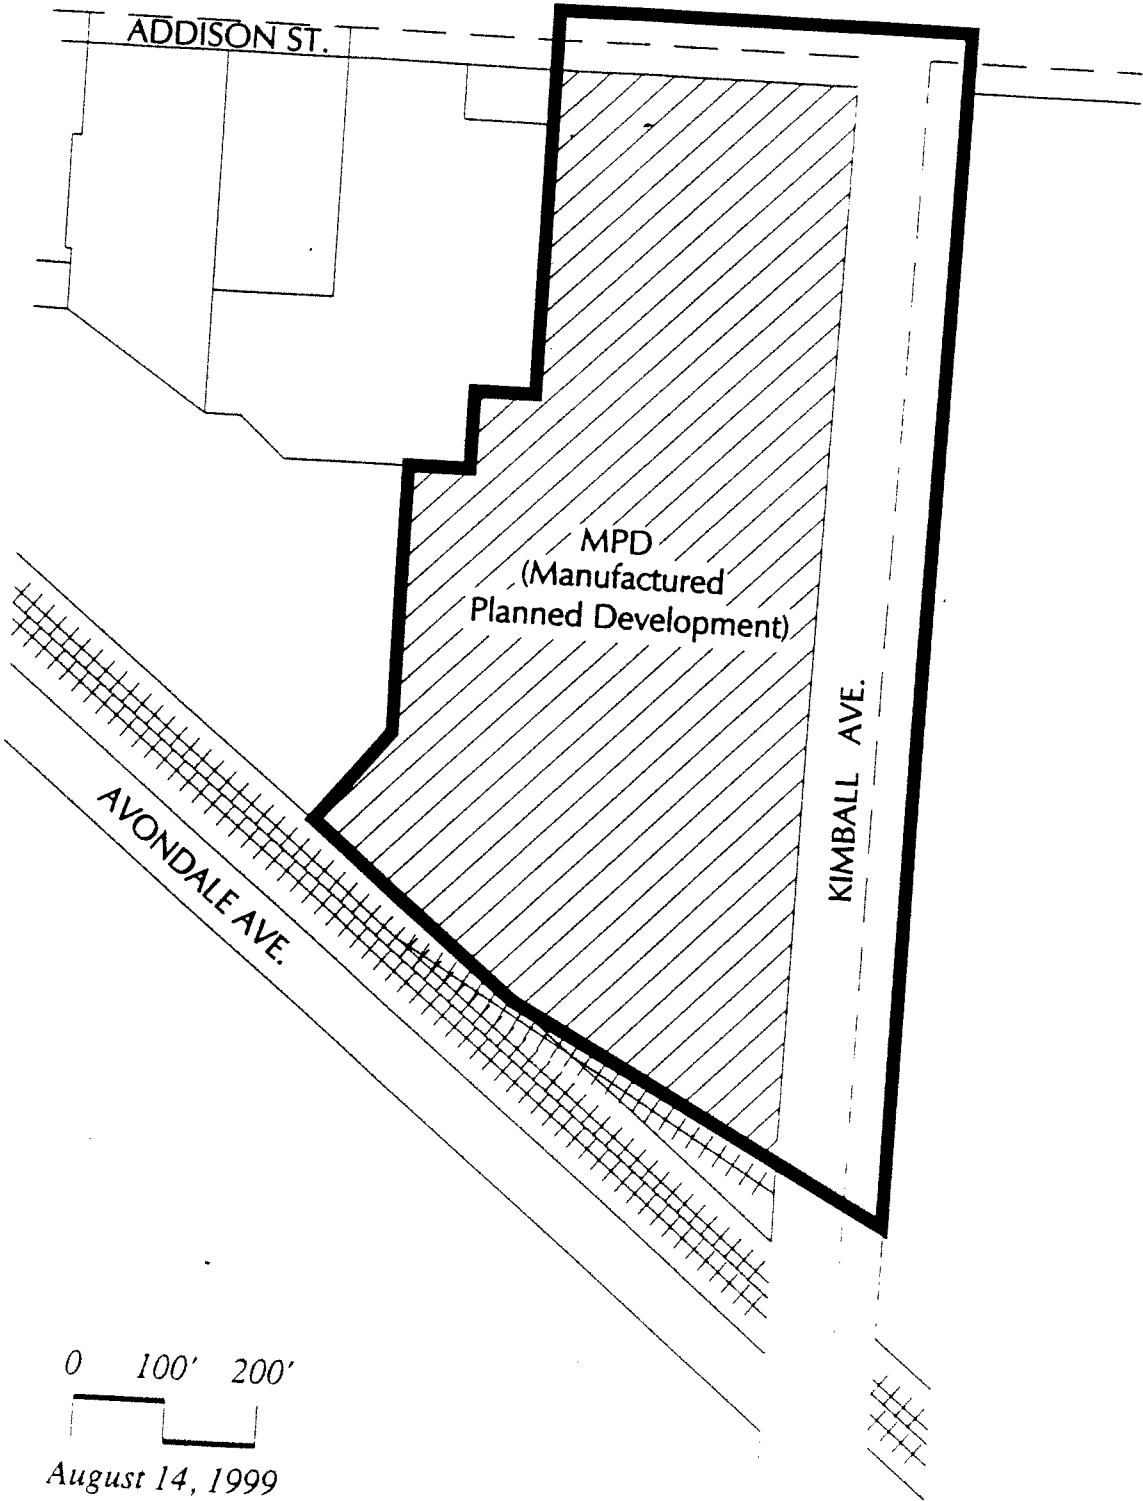 ADDISON ST.
MPD
(Manufactured
Planned Development)
KIMBALL AVE.
AVONDALE AVE.
0 100' 200'
August 14, 1999